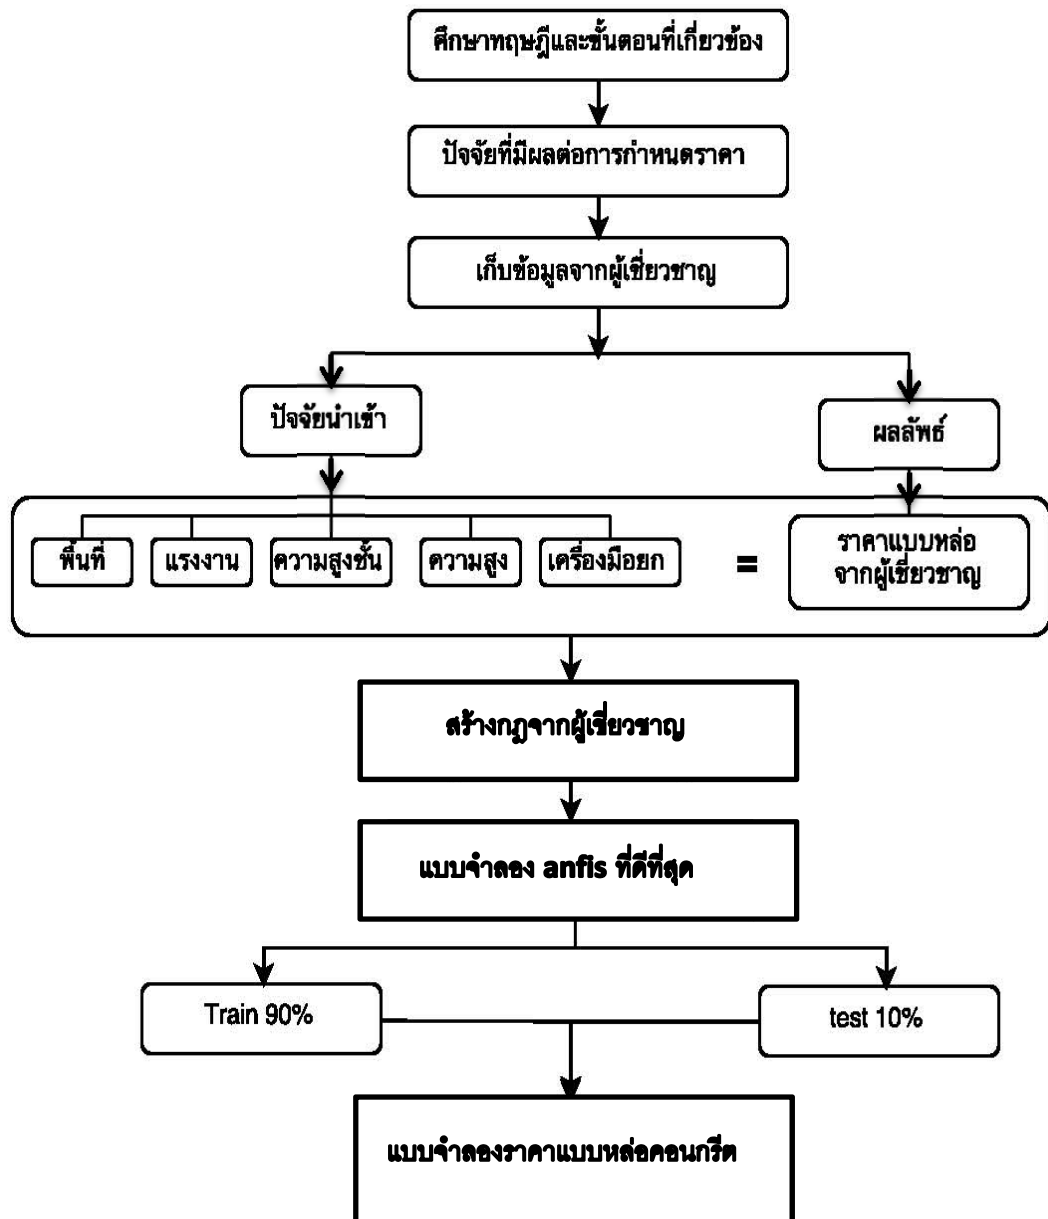 ศึกษาทฤษฎีและขั้นตอนที่เกี่ยวข้อง
ปัจจัยที่มีผลต่อการกำหนดราคา
เก็บข้อมูลจากผู้เชี่ยวชาญ
ปัจจัยนำเข้า
ผลลัพธ์
พื้นที่
แรงงาน
ความสูงชั้น
ความสูง
เครื่องมือยก
=
ราคาแบบหล่อ
จากผู้เชี่ยวชาญ
สร้างกฎจากผู้เชี่ยวชาญ
แบบจำลอง anfis ที่ดีที่สุด
Train 90%
test 10%
แบบจำลองราคาแบบหล่อคอนกรีต